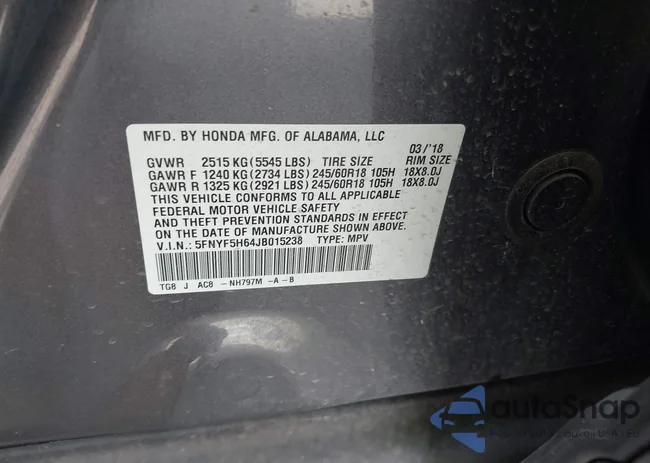 MFD. BY HONDA MFG. OF ALABAMA, LLC
03/'18
GVWR 2515 KG (5545 LBS) TIRE SIZE RIM SIZE
GAWR F 1240 KG (2734 LBS) 245/60R18 105H 18X8.0J
GAWR R 1325 KG (2921 LBS) 245/60R18 105H 18X8.0J
THIS VEHICLE CONFORMS TO ALL APPLICABLE
FEDERAL MOTOR VEHICLE SAFETY
AND THEFT PREVENTION STANDARDS IN EFFECT
ON THE DATE OF MANUFACTURE SHOWN ABOVE.
V.I.N.: 5FNYF5H64JB015238 TYPE: MPV
TG8 J AC8 -NH797M -A -B
autoSnap